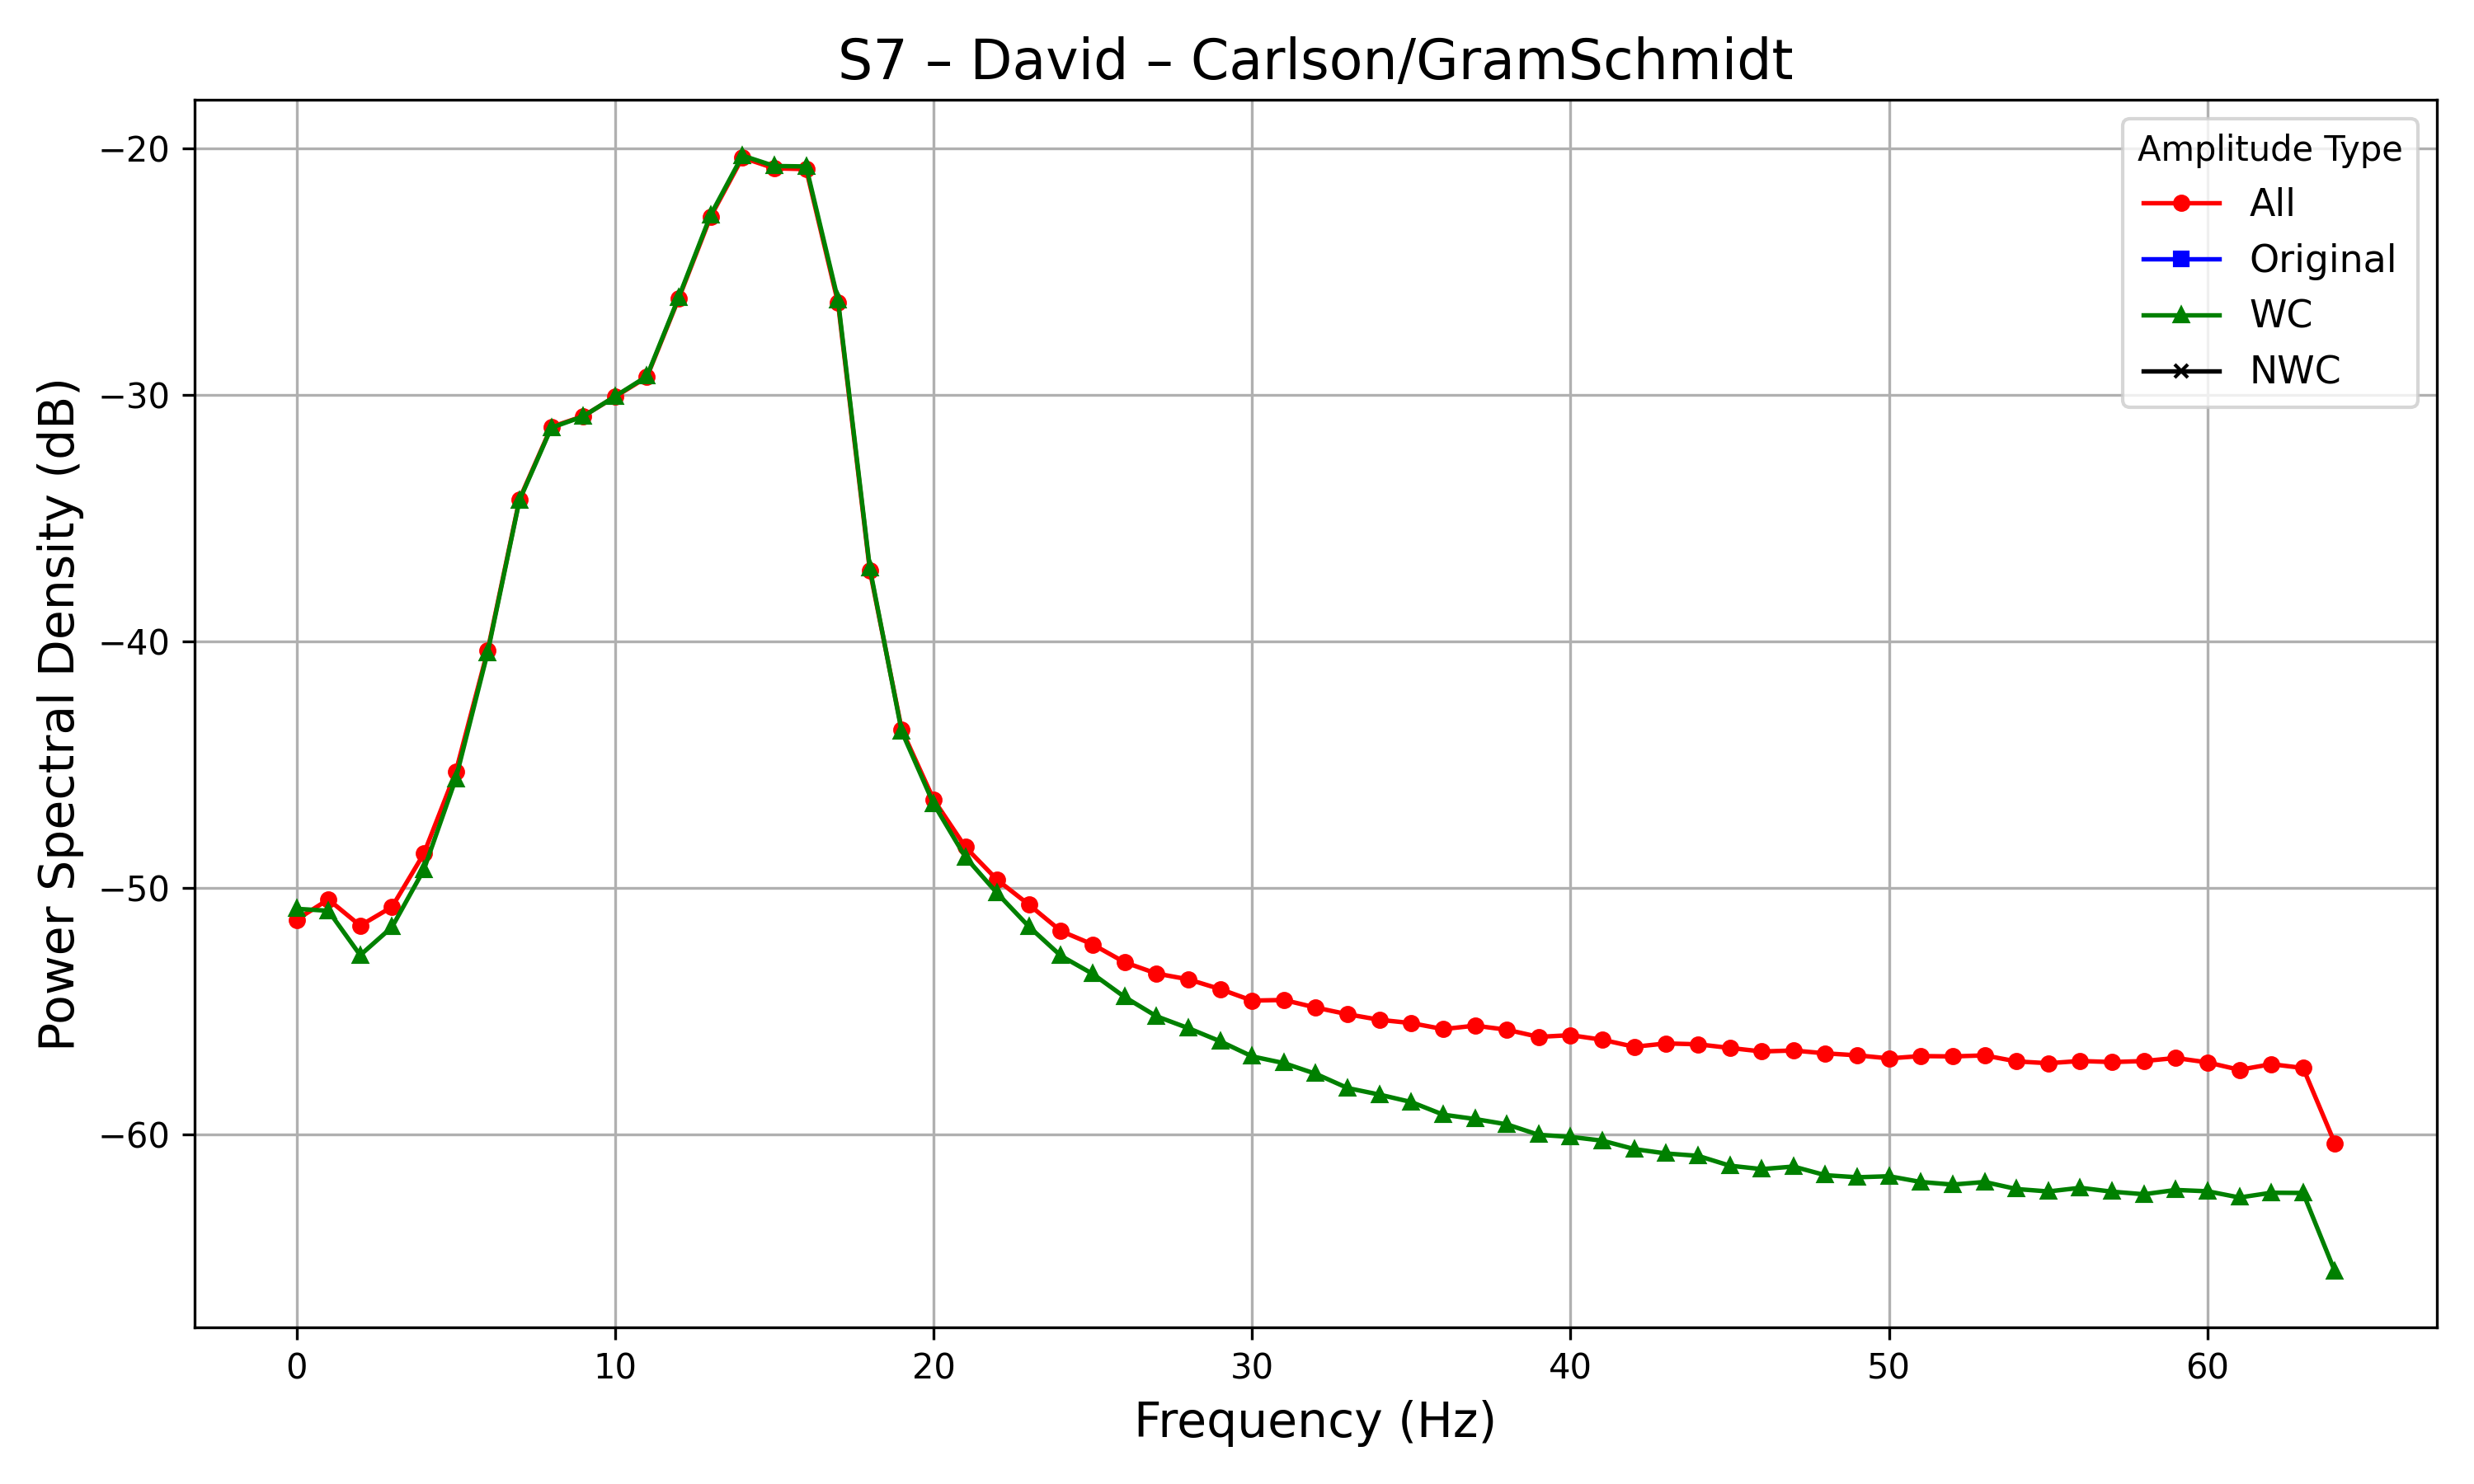 S7 – David – Carlson/GramSchmidt
Amplitude Type
All
Original
WC
NWC
Power Spectral Density (dB)
−20
−30
−40
−50
−60
0 10 20 30 40 50 60
Frequency (Hz)